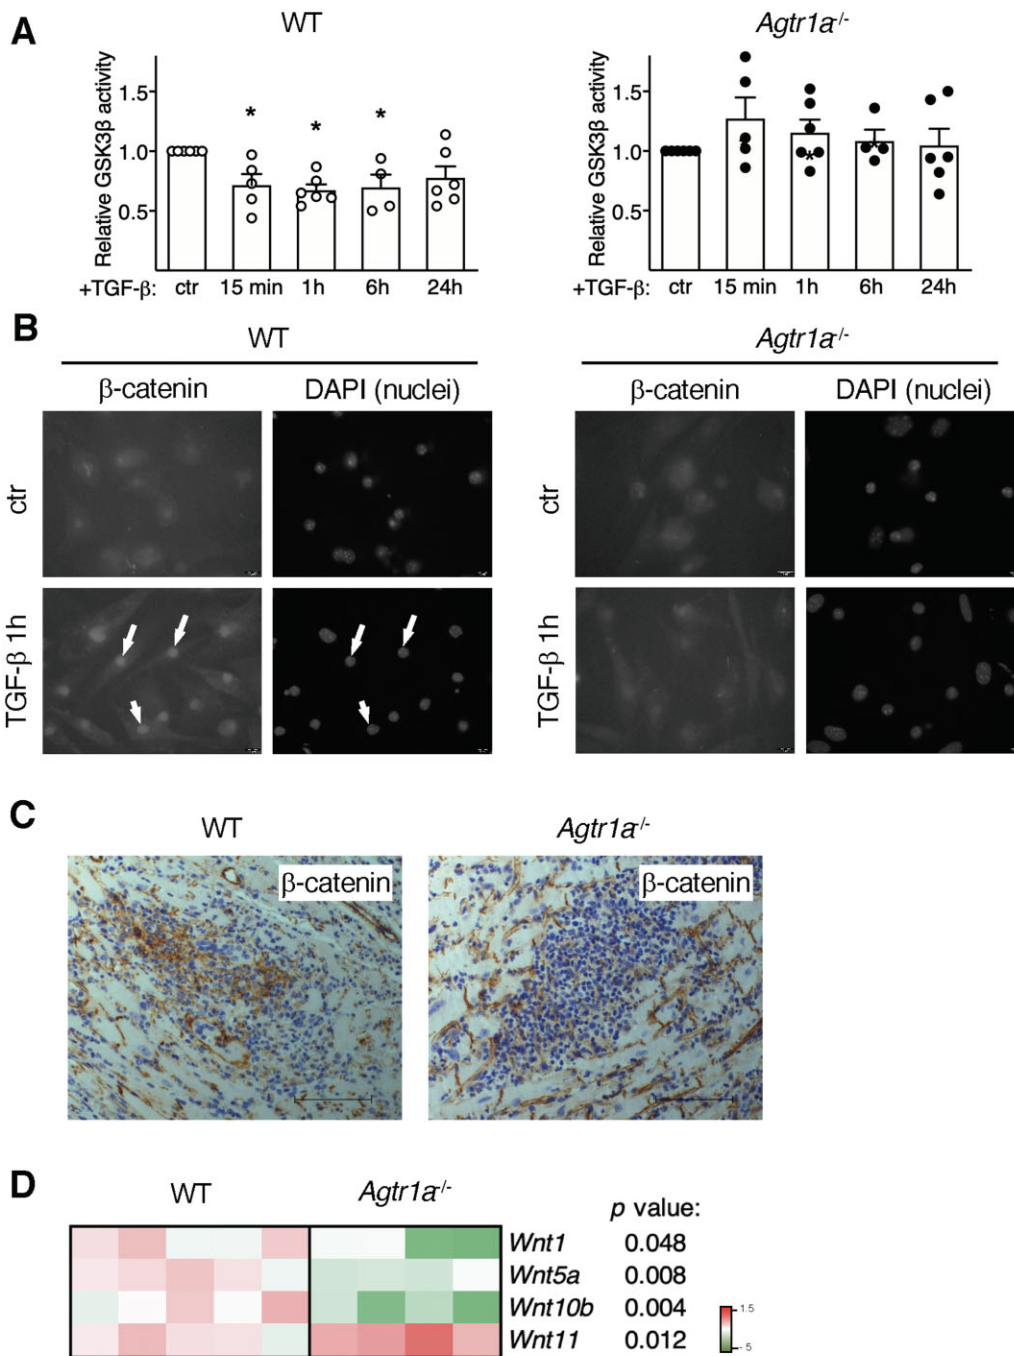 A
WT
Agtr1a-/-
Relative GSK3β activity
1.5
1.0
0.5
*
*
*
+TGF-β: ctr 15 min 1h 6h 24h
Relative GSK3β activity
1.5
1.0
0.5
*
*
+TGF-β: ctr 15 min 1h 6h 24h
B
WT
Agtr1a-/-
β-catenin DAPI (nuclei)
β-catenin DAPI (nuclei)
ctr
ctr
TGF-β 1h
TGF-β 1h
C
WT
Agtr1a-/-
β-catenin
β-catenin
D
WT
Agtr1a-/-
p value:
Wnt1 0.048
Wnt5a 0.008
Wnt10b 0.004
Wnt11 0.012
1.5
- 5